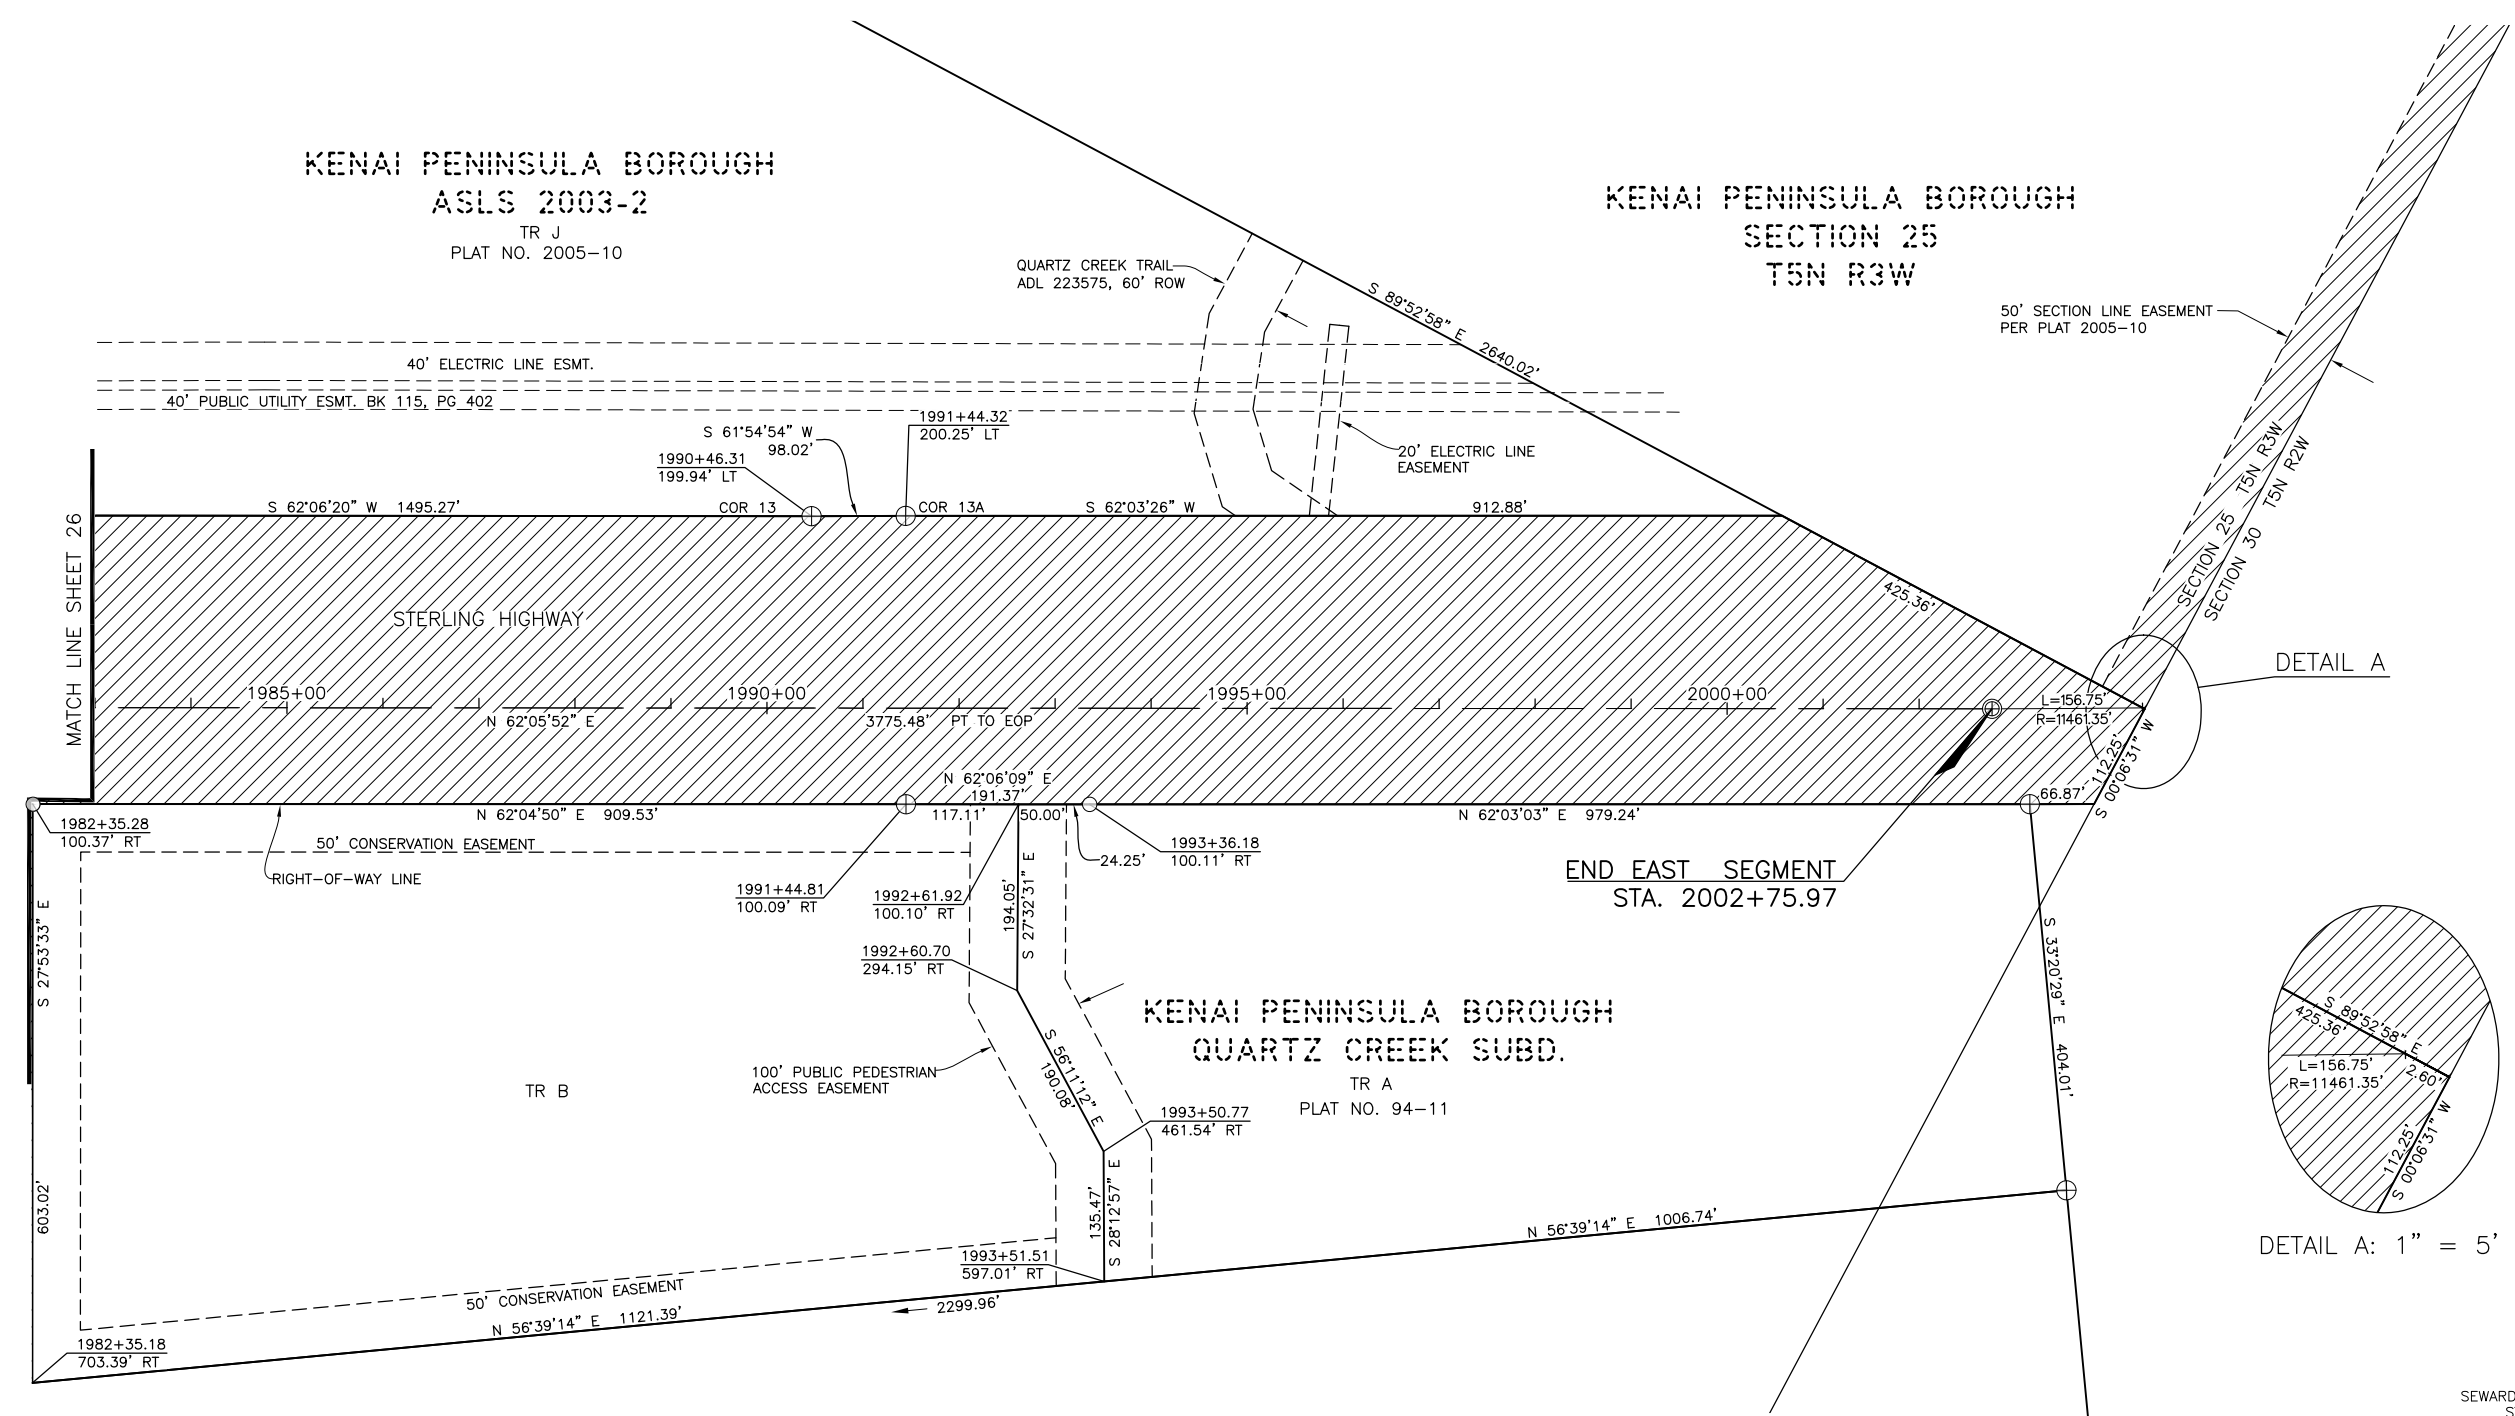 KENAI PENINSULA BOROUGH
ASLS 2003-2
TR J
PLAT NO. 2005-10
KENAI PENINSULA BOROUGH
SECTION 25
T5N R3W
QUARTZ CREEK TRAIL
ADL 223575, 60' ROW
S 89°52'58" E 2640.02'
50' SECTION LINE EASEMENT
PER PLAT 2005-10
40' ELECTRIC LINE ESMT.
40' PUBLIC UTILITY ESMT. BK 115, PG 402
S 61°54'54" W
98.02'
1991+44.32
200.25' LT
1990+46.31
199.94' LT
20' ELECTRIC LINE
EASEMENT
SECTION 25 T5N R3W
SECTION 30 T5N R2W
MATCH LINE SHEET 26
S 62°06'20" W 1495.27'
COR 13
COR 13A
S 62°03'26" W
912.88'
425.36'
STERLING HIGHWAY
DETAIL A
1985+00
1990+00
1995+00
2000+00
N 62°05'52" E
3775.48' PT TO EOP
L=156.75'
R=11461.35'
112.25'
S 00°06'31" W
N 62°06'09" E
191.37'
66.87'
N 62°04'50" E 909.53'
117.11'
50.00'
24.25'
N 62°03'03" E 979.24'
1982+35.28
100.37' RT
50' CONSERVATION EASEMENT
RIGHT-OF-WAY LINE
1993+36.18
100.11' RT
1991+44.81
100.09' RT
1992+61.92
100.10' RT
194.05'
S 27°32'31" E
END EAST SEGMENT
STA. 2002+75.97
S 27°53'33" E
603.02'
1992+60.70
294.15' RT
S 33°20'29" E 404.01'
KENAI PENINSULA BOROUGH
QUARTZ CREEK SUBD.
TR A
PLAT NO. 94-11
S 56°11'12" E
190.08'
100' PUBLIC PEDESTRIAN
ACCESS EASEMENT
TR B
1993+50.77
461.54' RT
135.47'
S 28°12'57" E
1993+51.51
597.01' RT
N 56°39'14" E 1006.74'
50' CONSERVATION EASEMENT
N 56°39'14" E 1121.39'
2299.96'
1982+35.18
703.39' RT
S 89°52'58" E
425.36'
L=156.75'
R=11461.35'
2.60'
112.25'
S 00°06'31" W
DETAIL A: 1" = 5'
SEWARD